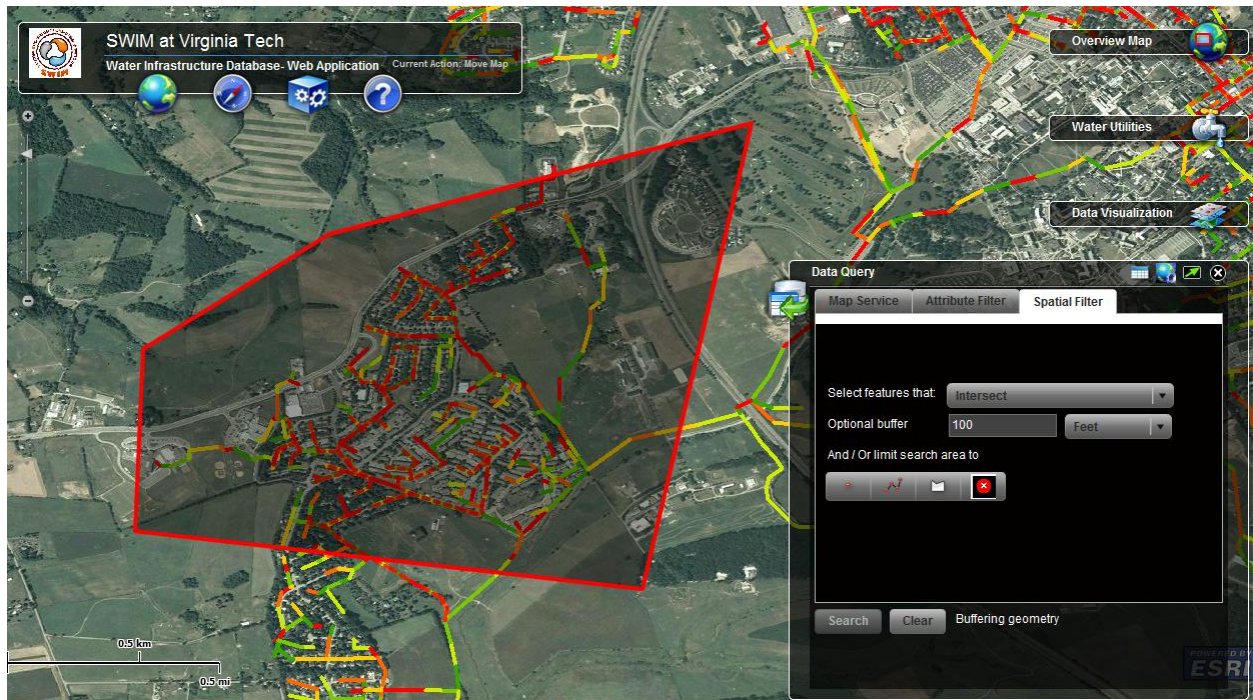 SWIM at Virginia Tech
Water Infrastructure Database- Web Application
Current Action: Move Map
SWIM
?
Overview Map
Water Utilities
Data Visualization
Data Query
Map Service
Attribute Filter
Spatial Filter
Select features that:
Intersect
Optional buffer
100
Feet
And / Or limit search area to
Search
Clear
Buffering geometry
0.5 km
0.5 mi
POWERED BY
ESRI